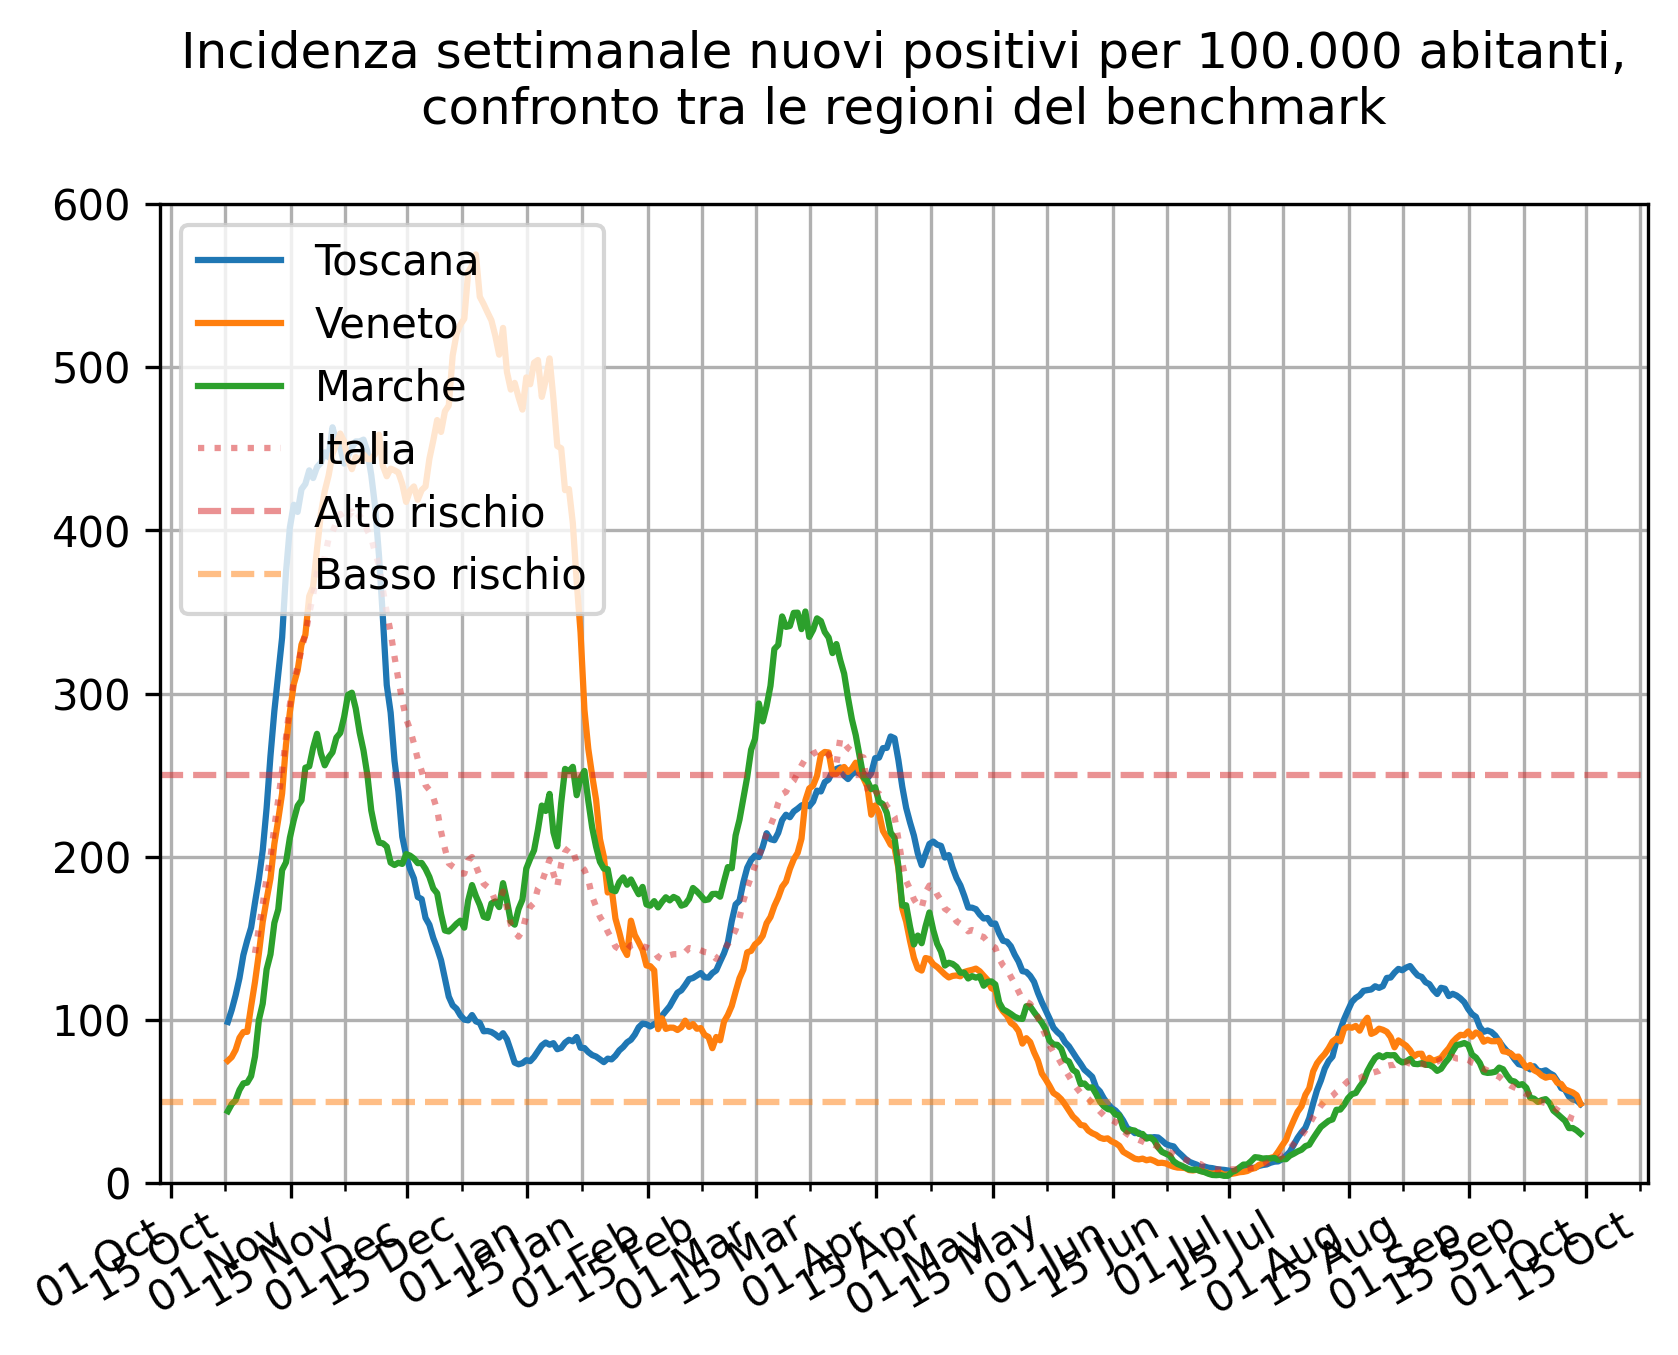 Incidenza settimanale nuovi positivi per 100.000 abitanti,
confronto tra le regioni del benchmark
600
500
400
300
200
100
0
Toscana
Veneto
Marche
Italia
Alto rischio
Basso rischio
01 Oct
15 Oct
01 Nov
15 Nov
01 Dec
15 Dec
01 Jan
15 Jan
01 Feb
15 Feb
01 Mar
15 Mar
01 Apr
15 Apr
01 May
15 May
01 Jun
15 Jun
01 Jul
15 Jul
01 Aug
15 Aug
01 Sep
15 Sep
01 Oct
15 Oct